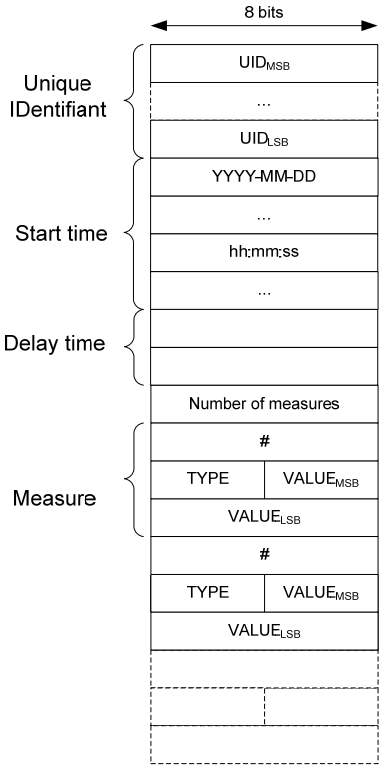 8 bits
Unique
IDentifiant
UIDMSB
...
UIDLSB
Start time
YYYY-MM-DD
...
hh:mm:ss
...
Delay time
Number of measures
Measure
#
TYPE VALUEMSB
VALUELSB
#
TYPE VALUEMSB
VALUELSB